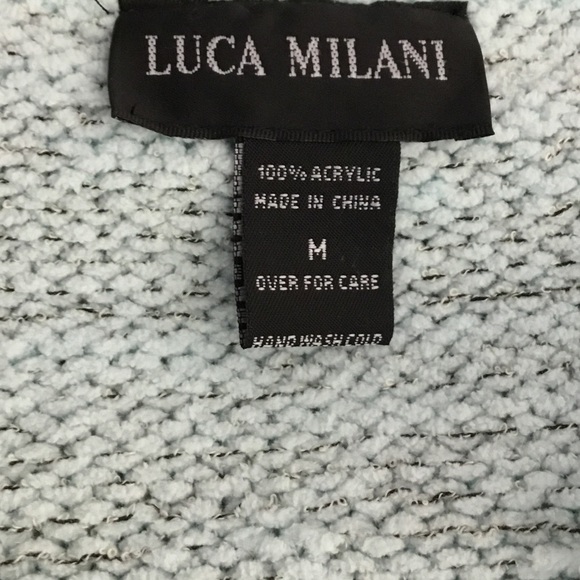 LUCA MILANI
100% ACRYLIC
MADE IN CHINA
M
OVER FOR CARE
HAND WASH COLD